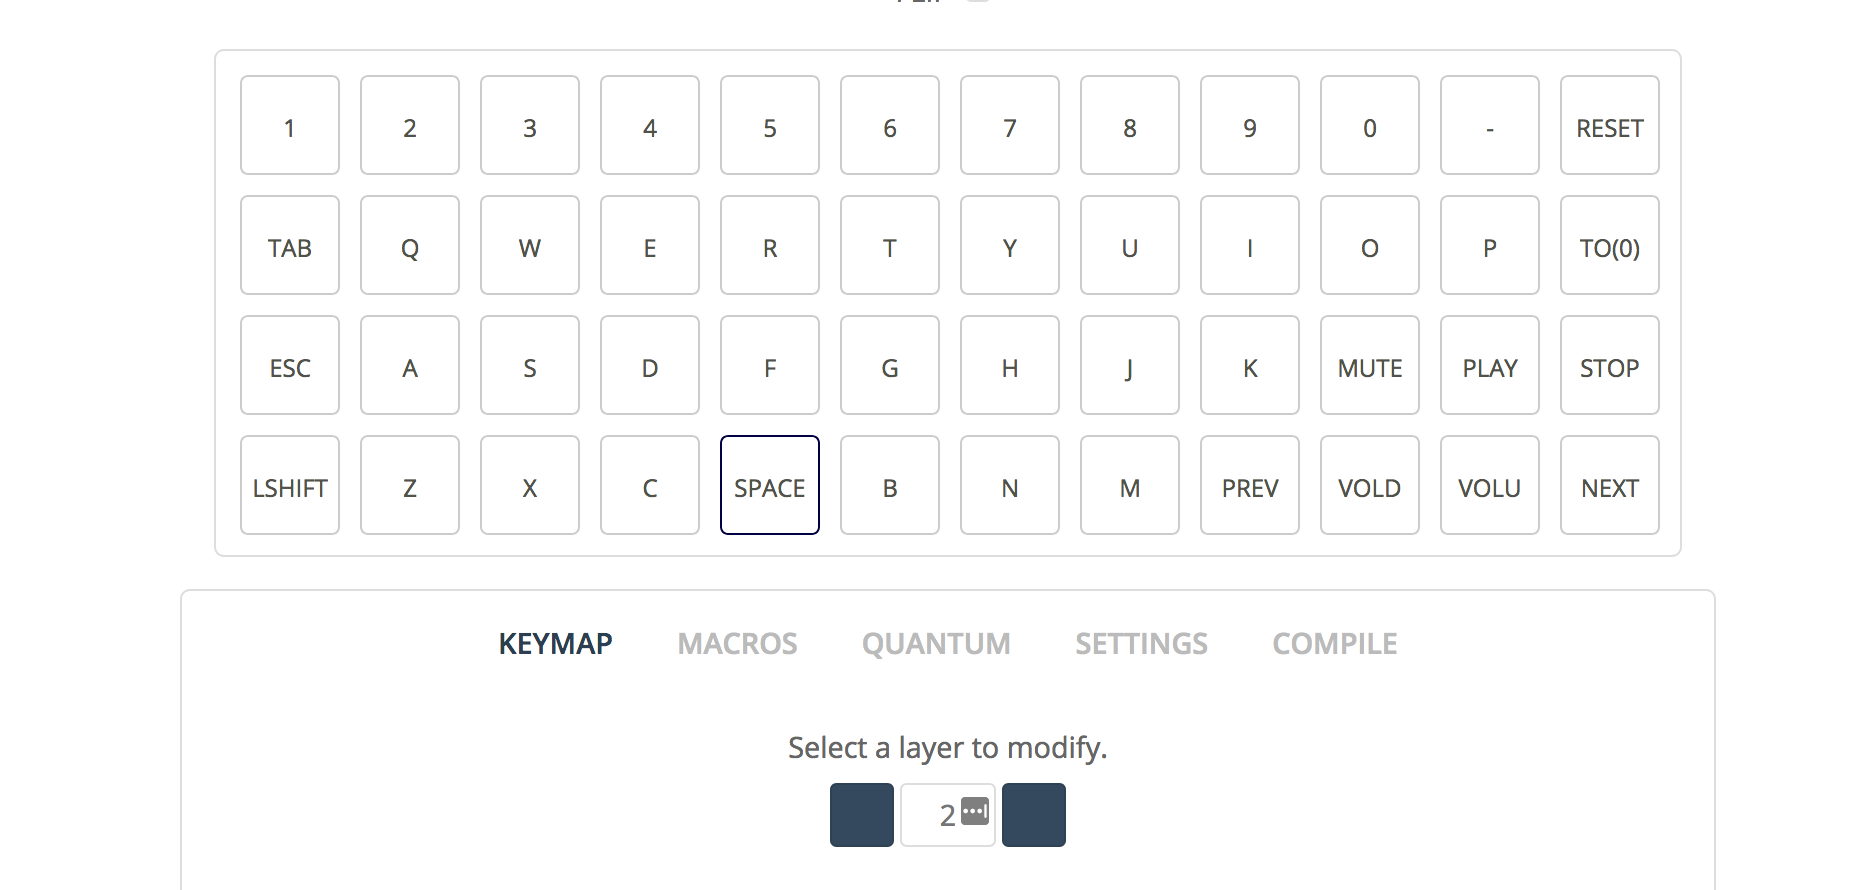 1 2 3 4 5 6 7 8 9 0 - RESET
TAB Q W E R T Y U I O P TO(0)
ESC A S D F G H J K MUTE PLAY STOP
LSHIFT Z X C SPACE B N M PREV VOLD VOLU NEXT
KEYMAP MACROS QUANTUM SETTINGS COMPILE
Select a layer to modify.
2